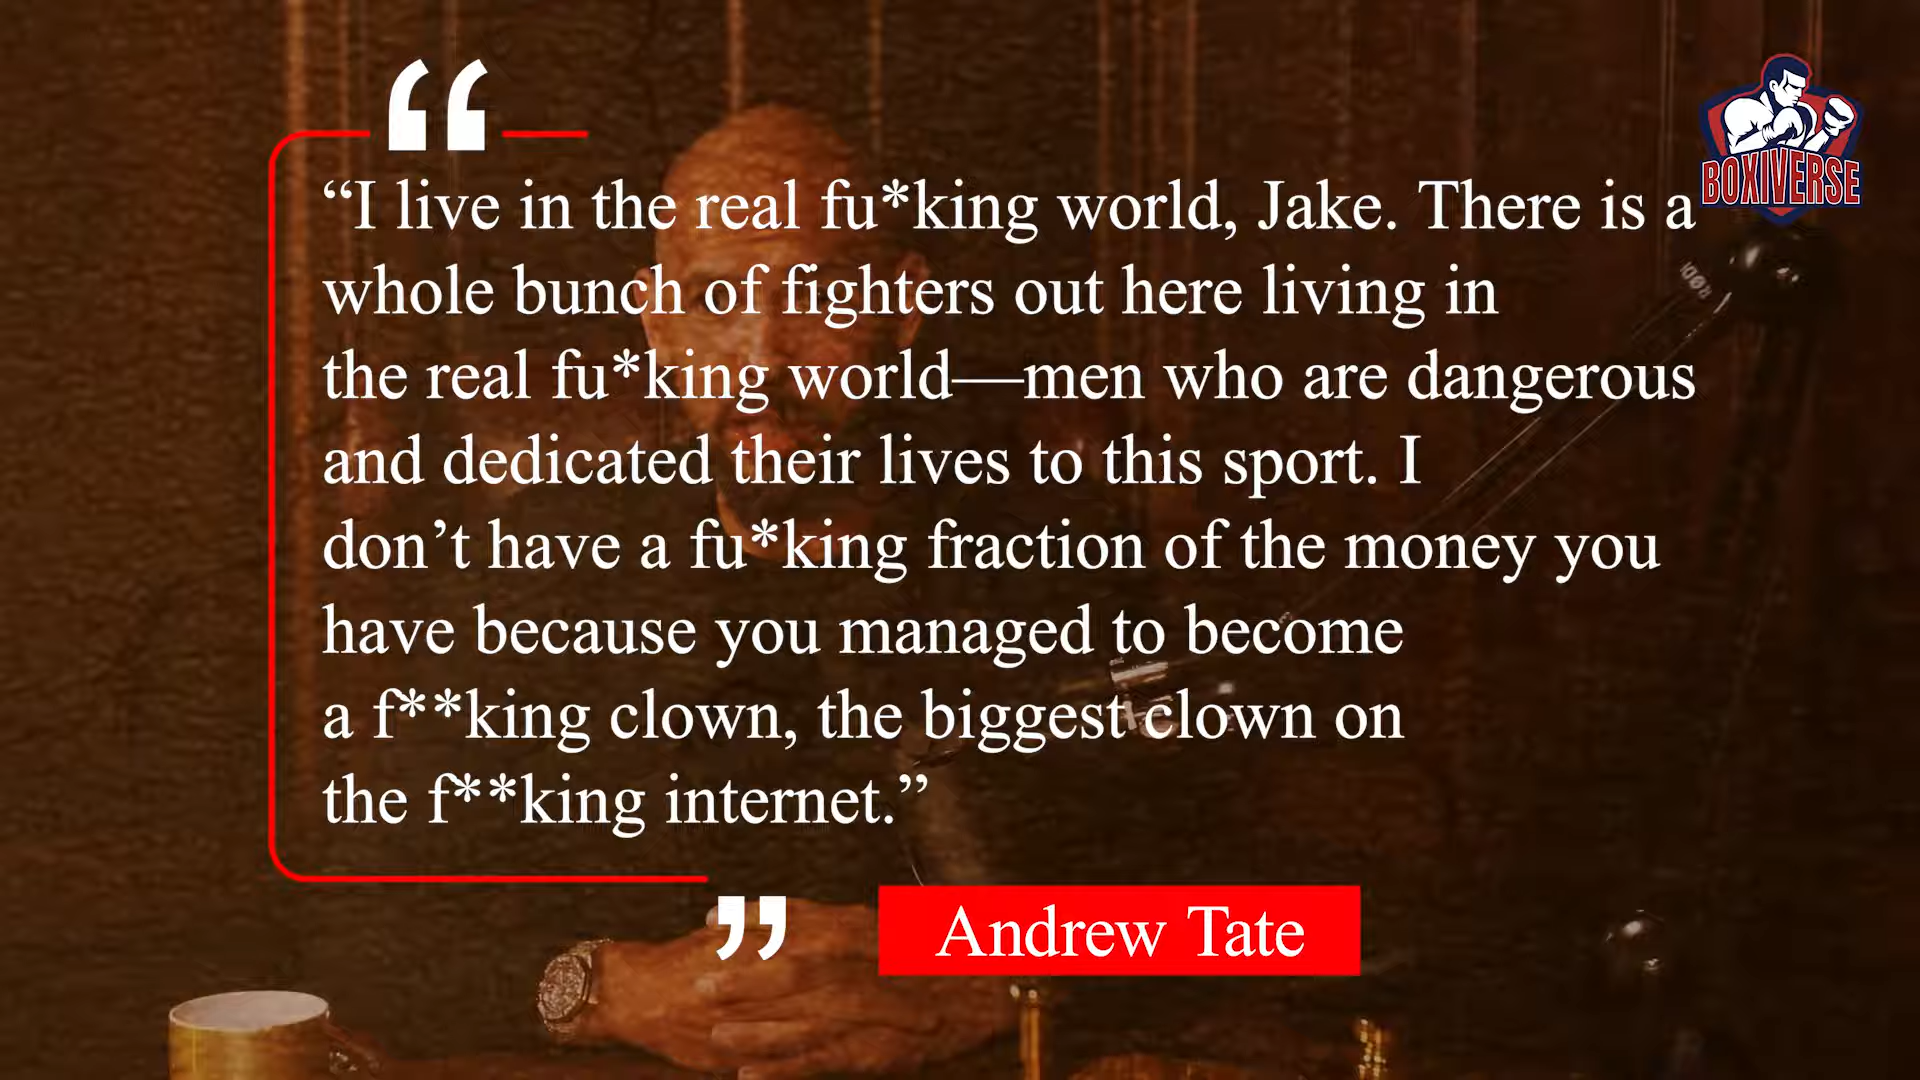 “I live in the real fu*king world, Jake. There is a
whole bunch of fighters out here living in
the real fu*king world—men who are dangerous
and dedicated their lives to this sport. I
don’t have a fu*king fraction of the money you
have because you managed to become
a f**king clown, the biggest clown on
the f**king internet.”
Andrew Tate
BOXIVERSE
RØDE